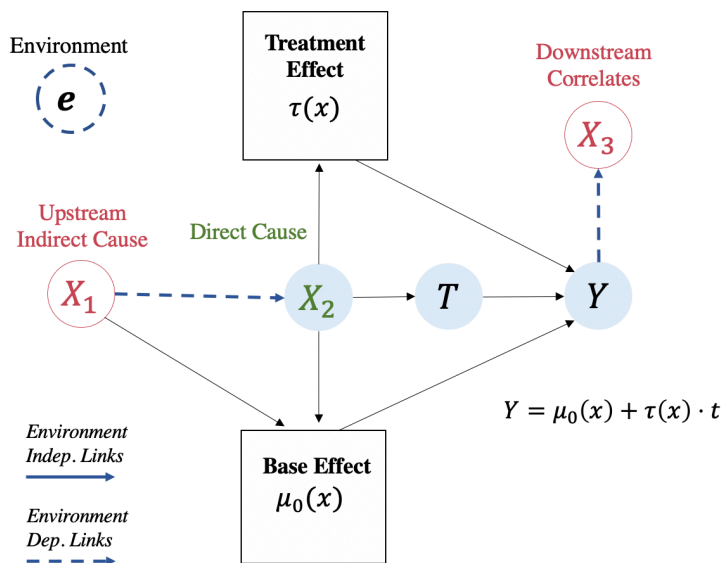 Environment
e
Treatment
Effect
τ(x)
Downstream
Correlates
X₃
Upstream
Indirect Cause
X₁
Direct Cause
X₂
T
Y
Y = μ₀(x) + τ(x) · t
Base Effect
μ₀(x)
Environment
Indep. Links
Environment
Dep. Links